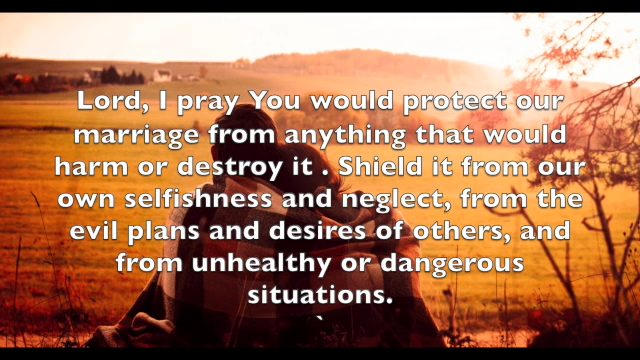 Lord, I pray You would protect our
marriage from anything that would
harm or destroy it . Shield it from our
own selfishness and neglect, from the
evil plans and desires of others, and
from unhealthy or dangerous
situations.
`